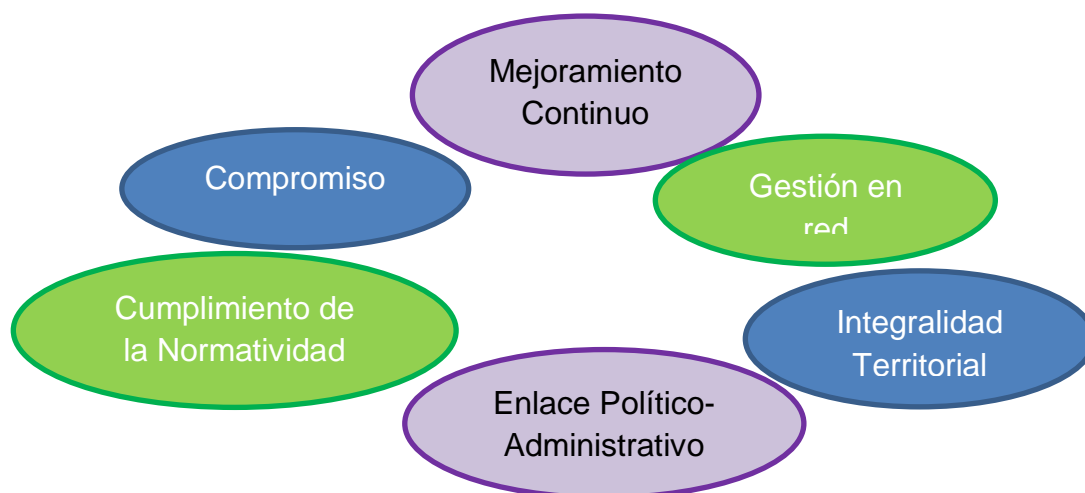 Mejoramiento
Continuo
Compromiso
Gestión en
red
Cumplimiento de
la Normatividad
Integralidad
Territorial
Enlace Político-
Administrativo